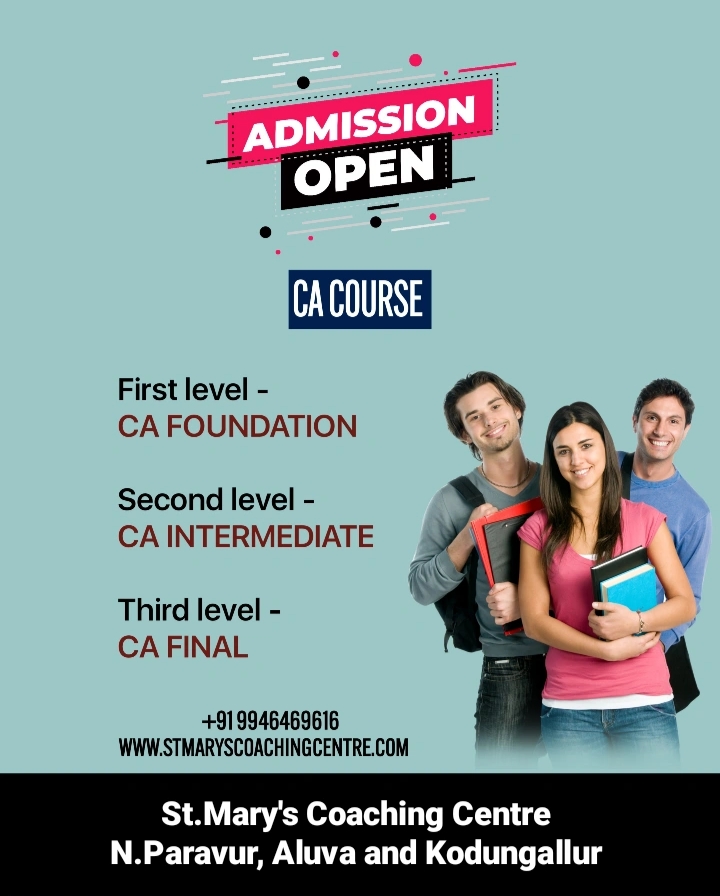 ADMISSION
OPEN
CA COURSE
First level -
CA FOUNDATION
Second level -
CA INTERMEDIATE
Third level -
CA FINAL
+91 9946469616
WWW.STMARYSCOACHINGCENTRE.COM
St.Mary's Coaching Centre
N.Paravur, Aluva and Kodungallur